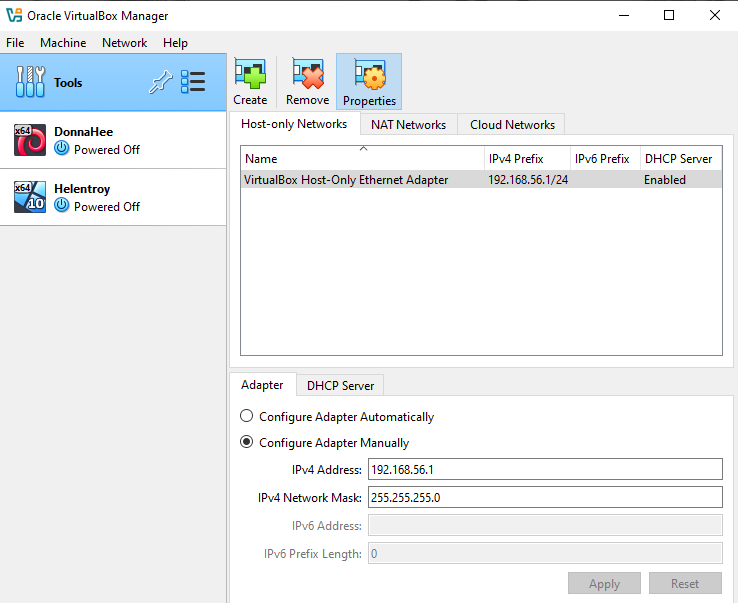 Oracle VirtualBox Manager
File Machine Network Help
Tools
x64
DonnaHee
Powered Off
x64
10
Helentroy
Powered Off
Create Remove Properties
Host-only Networks NAT Networks Cloud Networks
Name IPv4 Prefix IPv6 Prefix DHCP Server
VirtualBox Host-Only Ethernet Adapter 192.168.56.1/24 Enabled
Adapter DHCP Server
Configure Adapter Automatically
Configure Adapter Manually
IPv4 Address: 192.168.56.1
IPv4 Network Mask: 255.255.255.0
IPv6 Address:
IPv6 Prefix Length: 0
Apply Reset